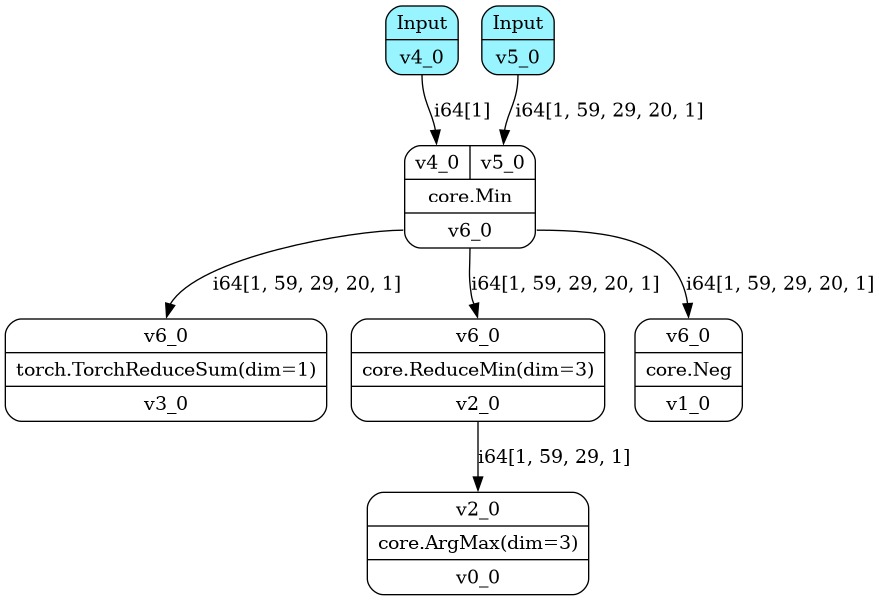 Input
v4_0
Input
v5_0
i64[1]
i64[1, 59, 29, 20, 1]
v4_0
v5_0
core.Min
v6_0
i64[1, 59, 29, 20, 1]
i64[1, 59, 29, 20, 1]
i64[1, 59, 29, 20, 1]
v6_0
torch.TorchReduceSum(dim=1)
v3_0
v6_0
core.ReduceMin(dim=3)
v2_0
v6_0
core.Neg
v1_0
i64[1, 59, 29, 1]
v2_0
core.ArgMax(dim=3)
v0_0